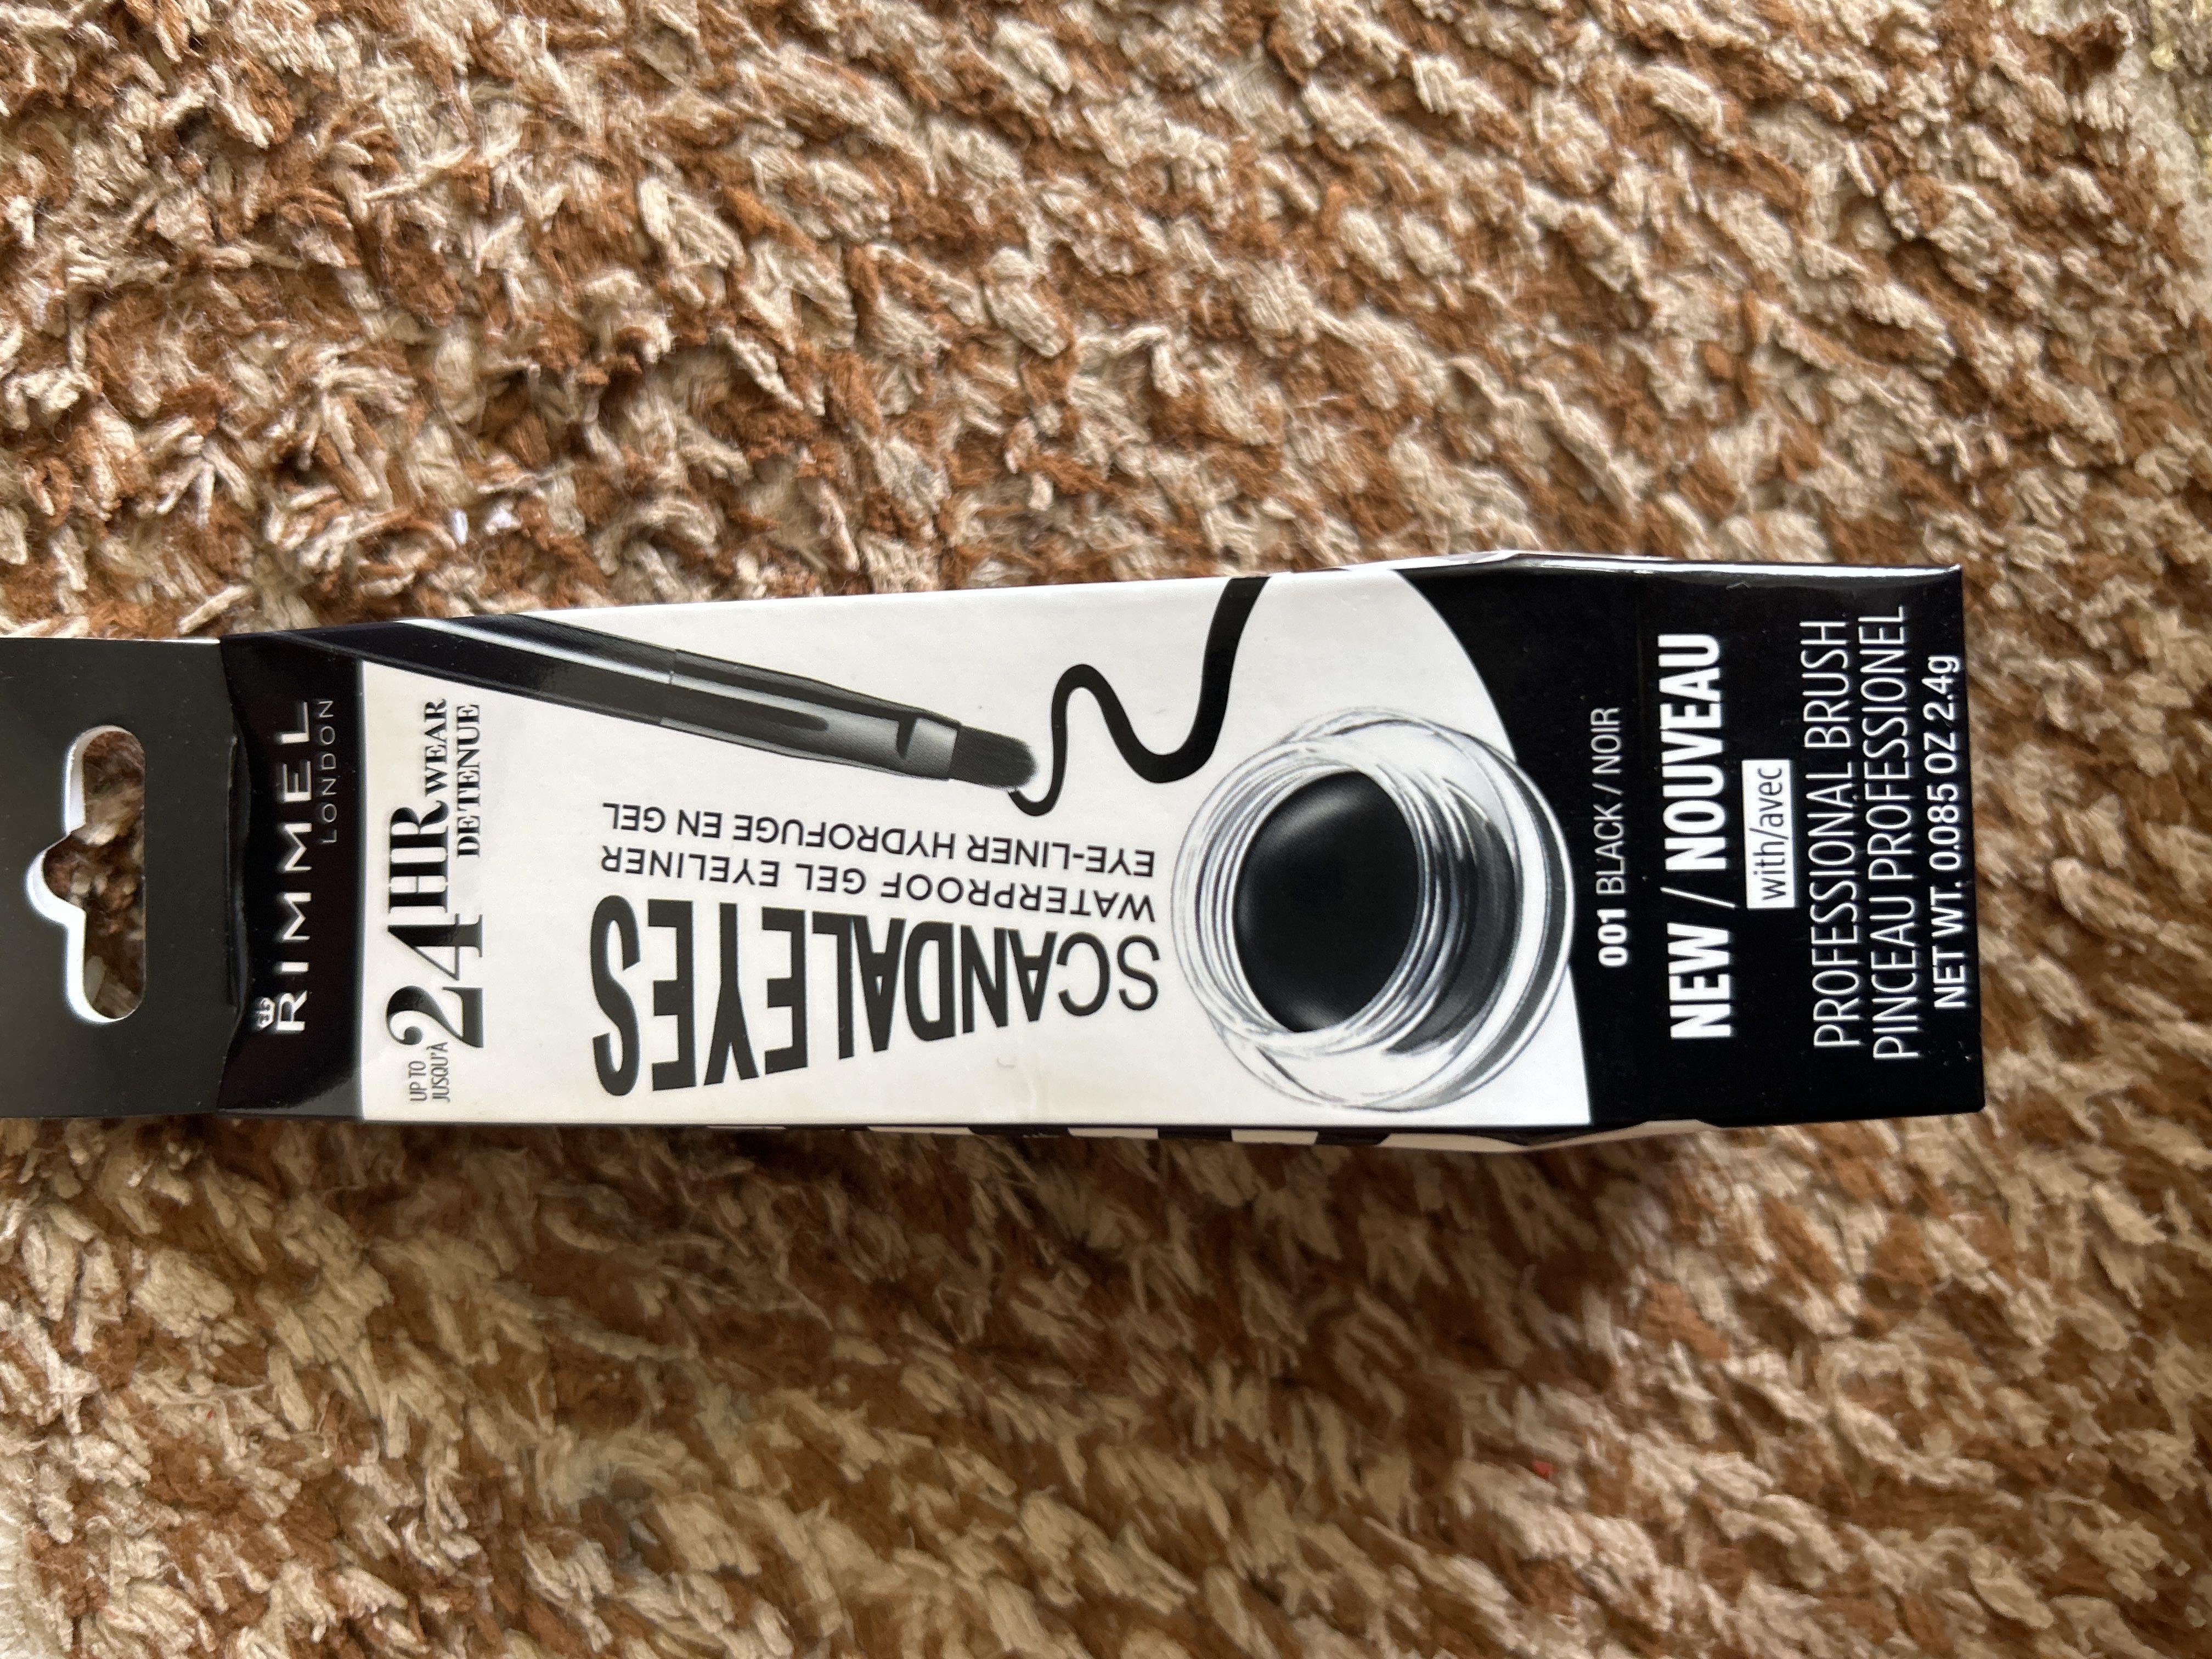 RIMMEL
LONDON
UP TO
JUSQU'À
24HR WEAR
DE TENUE
SCANDALEYES
WATERPROOF GEL EYELINER
EYE-LINER HYDROFUGE EN GEL
001 BLACK / NOIR
NEW / NOUVEAU
with/avec
PROFESSIONAL BRUSH
PINCEAU PROFESSIONEL
NET WT. 0.085 OZ 2.4g